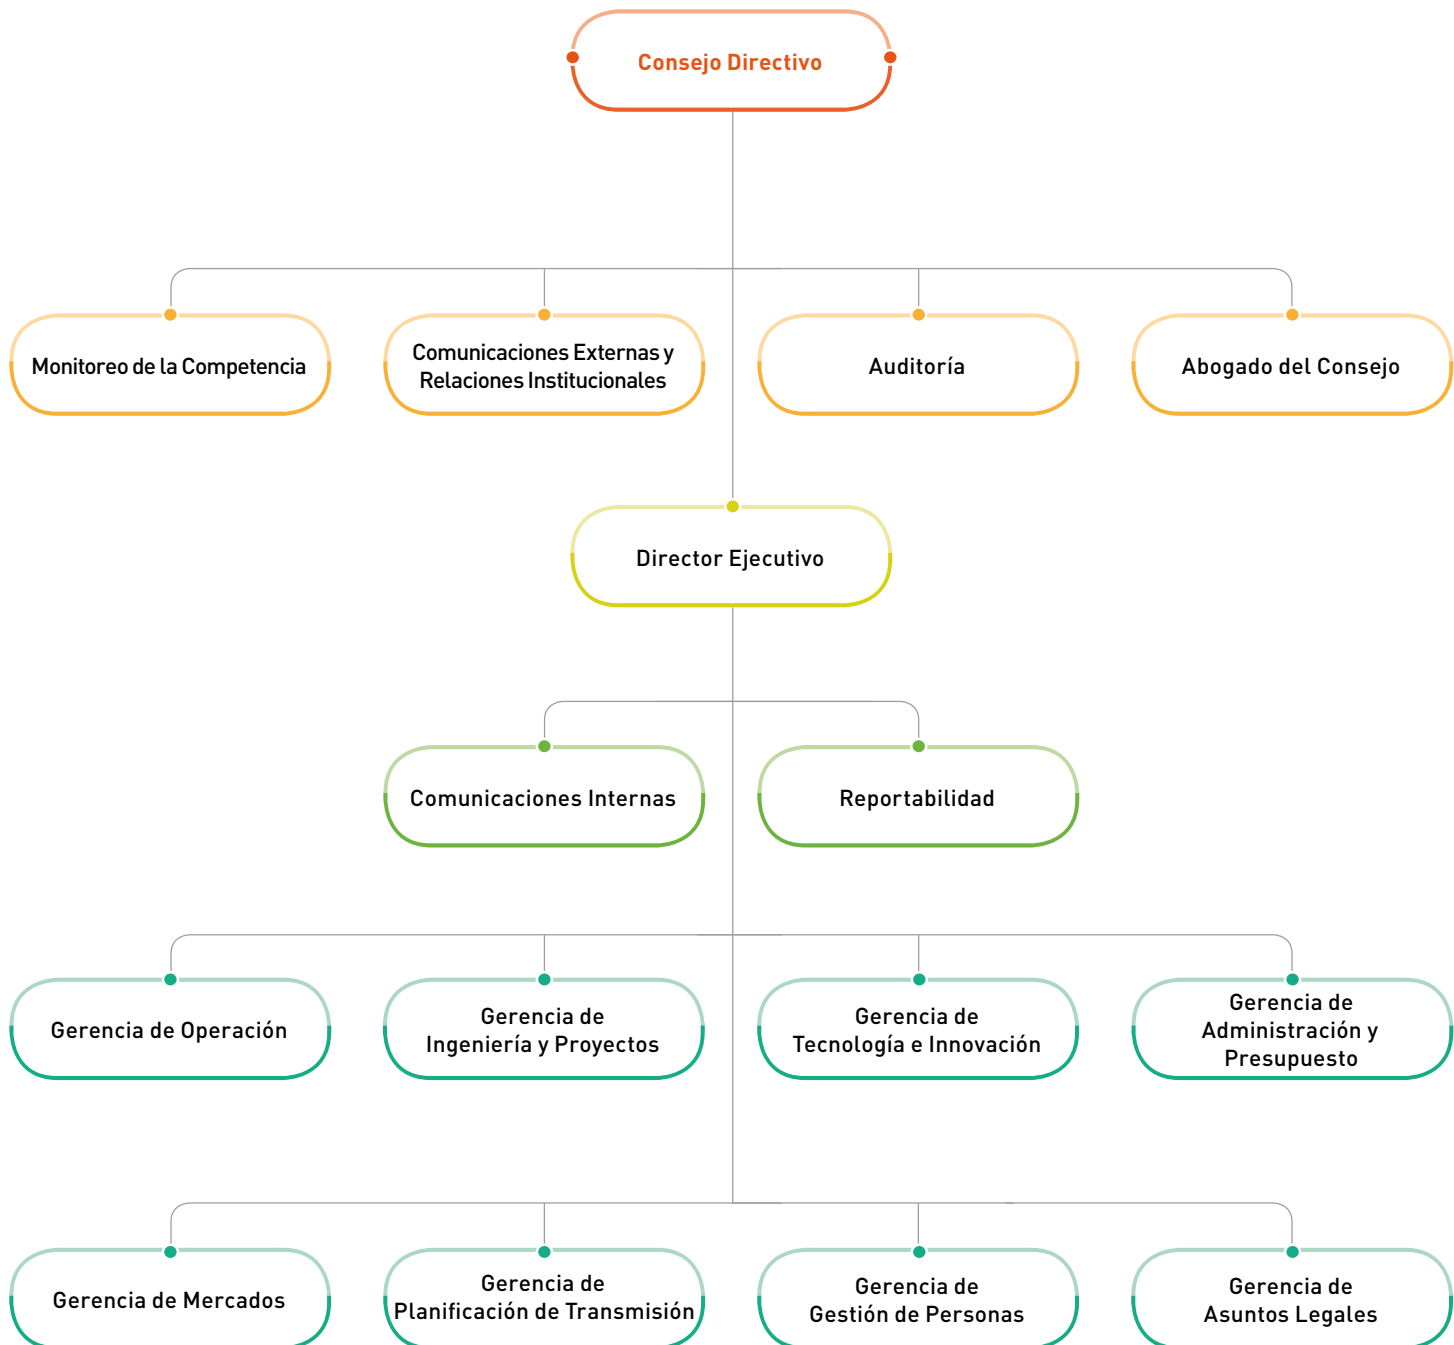 Consejo Directivo
Monitoreo de la Competencia
Comunicaciones Externas y
Relaciones Institucionales
Auditoría
Abogado del Consejo
Director Ejecutivo
Comunicaciones Internas
Reportabilidad
Gerencia de Operación
Gerencia de
Ingeniería y Proyectos
Gerencia de
Tecnología e Innovación
Gerencia de
Administración y
Presupuesto
Gerencia de Mercados
Gerencia de
Planificación de Transmisión
Gerencia de
Gestión de Personas
Gerencia de
Asuntos Legales